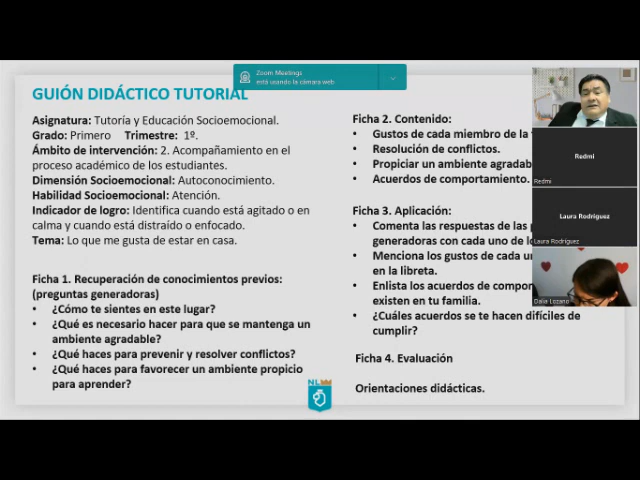 Zoom Meetings
está usando la cámara web
GUIÓN DIDÁCTICO TUTORIAL
Asignatura: Tutoría y Educación Socioemocional.
Grado: Primero Trimestre: 1º.
Ámbito de intervención: 2. Acompañamiento en el
proceso académico de los estudiantes.
Dimensión Socioemocional: Autoconocimiento.
Habilidad Socioemocional: Atención.
Indicador de logro: Identifica cuando está agitado o en
calma y cuando está distraído o enfocado.
Tema: Lo que me gusta de estar en casa.
Ficha 1. Recuperación de conocimientos previos:
(preguntas generadoras)
• ¿Cómo te sientes en este lugar?
• ¿Qué es necesario hacer para que se mantenga un
ambiente agradable?
• ¿Qué haces para prevenir y resolver conflictos?
• ¿Qué haces para favorecer un ambiente propicio
para aprender?
NL
Ficha 2. Contenido:
• Gustos de cada miembro de la
• Resolución de conflictos.
• Propiciar un ambiente agradab
• Acuerdos de comportamiento.
Ficha 3. Aplicación:
• Comenta las respuestas de las
generadoras con cada uno de
• Menciona los gustos de cada
en la libreta.
• Enlista los acuerdos de
existen en tu familia.
• ¿Cuáles acuerdos se te hacen difíciles de
cumplir?
Ficha 4. Evaluación
Orientaciones didácticas.
Redmi
Redmi
Laura Rodriguez
Laura Rodriguez
Dalia Lozano